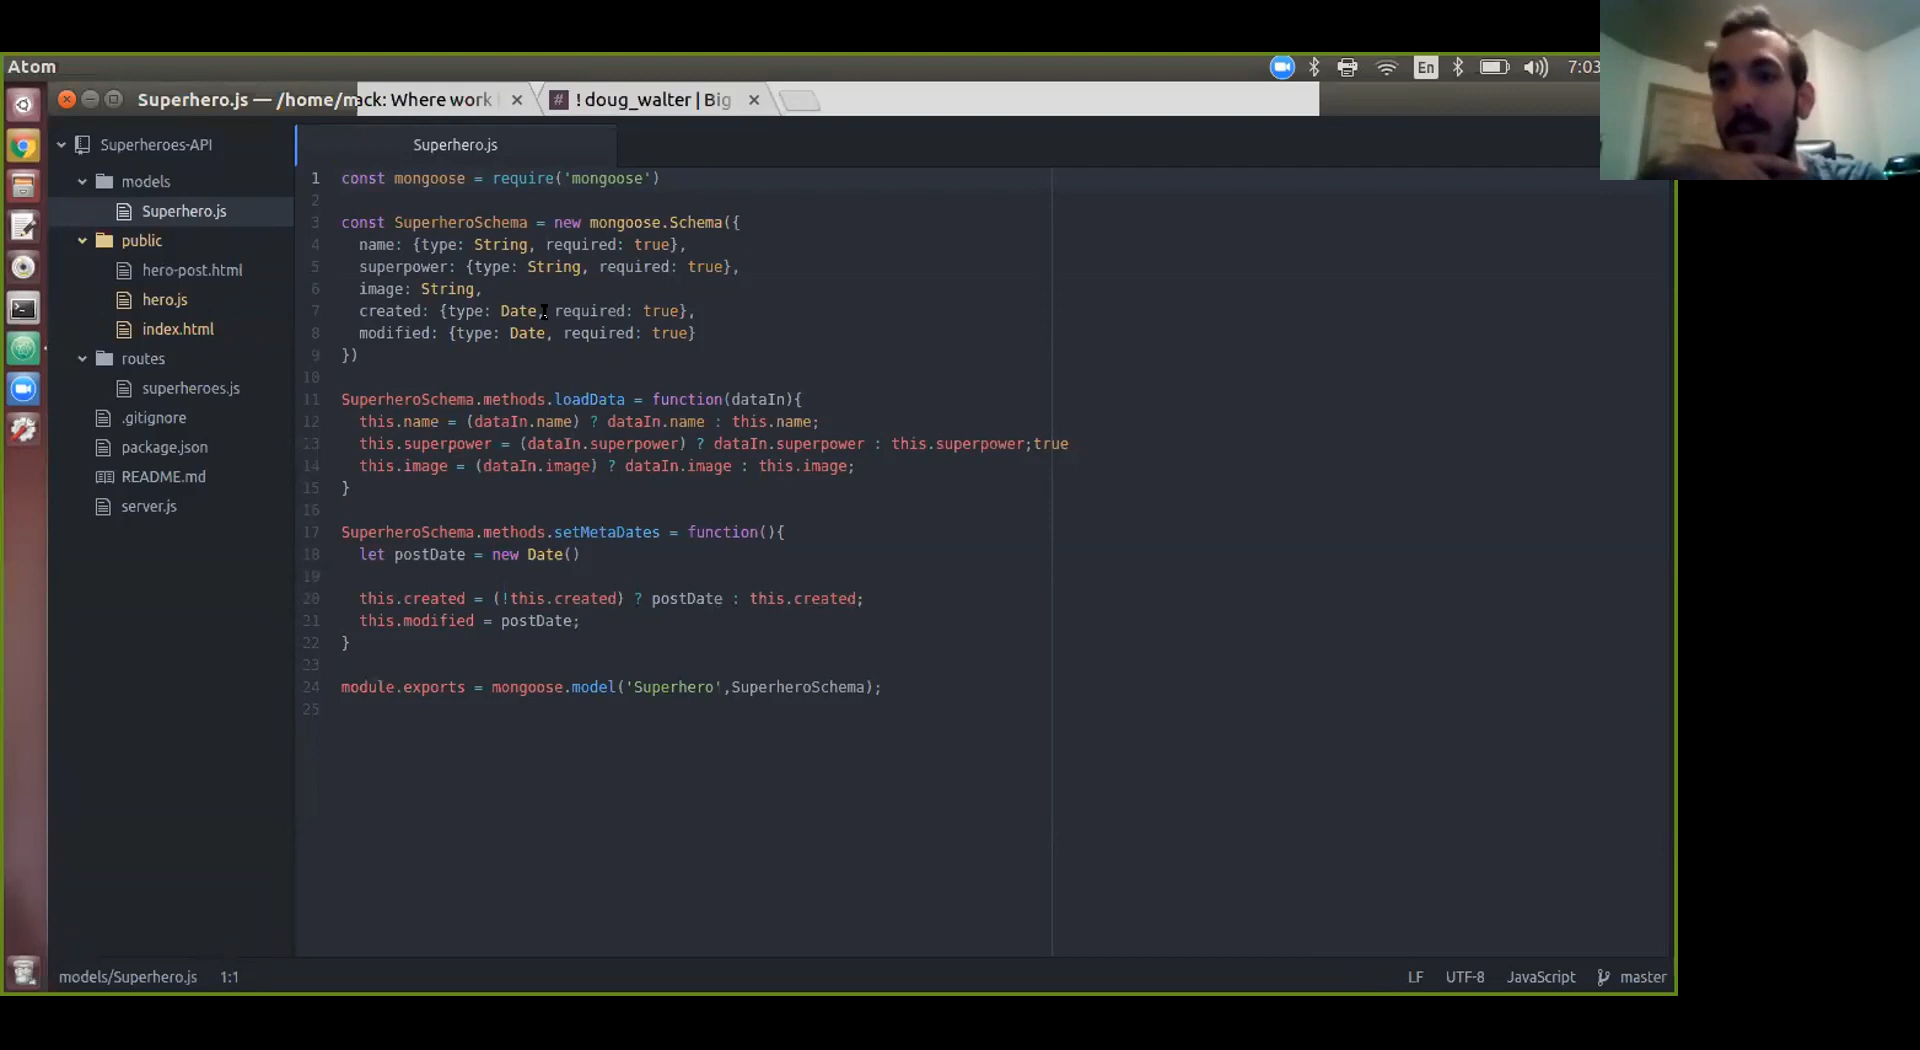 Atom
En
7:03
Superhero.js — /home/mack: Where work
! doug_walter | Big
Superheroes-API
models
Superhero.js
public
hero-post.html
hero.js
index.html
routes
superheroes.js
.gitignore
package.json
README.md
server.js
Superhero.js
1 const mongoose = require('mongoose')
2
3 const SuperheroSchema = new mongoose.Schema({
4 name: {type: String, required: true},
5 superpower: {type: String, required: true},
6 image: String,
7 created: {type: Date, required: true},
8 modified: {type: Date, required: true}
9 })
10
11 SuperheroSchema.methods.loadData = function(dataIn){
12 this.name = (dataIn.name) ? dataIn.name : this.name;
13 this.superpower = (dataIn.superpower) ? dataIn.superpower : this.superpower;true
14 this.image = (dataIn.image) ? dataIn.image : this.image;
15 }
16
17 SuperheroSchema.methods.setMetaDates = function(){
18 let postDate = new Date()
19
20 this.created = (!this.created) ? postDate : this.created;
21 this.modified = postDate;
22 }
23
24 module.exports = mongoose.model('Superhero',SuperheroSchema);
25
models/Superhero.js 1:1
LF UTF-8 JavaScript master